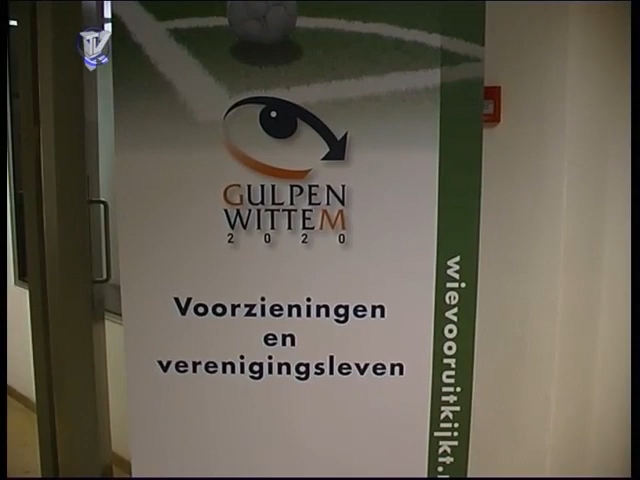 GULPEN
WITTEM
2020
Voorzieningen
en
verenigingsleven
wievooruitkijkt.